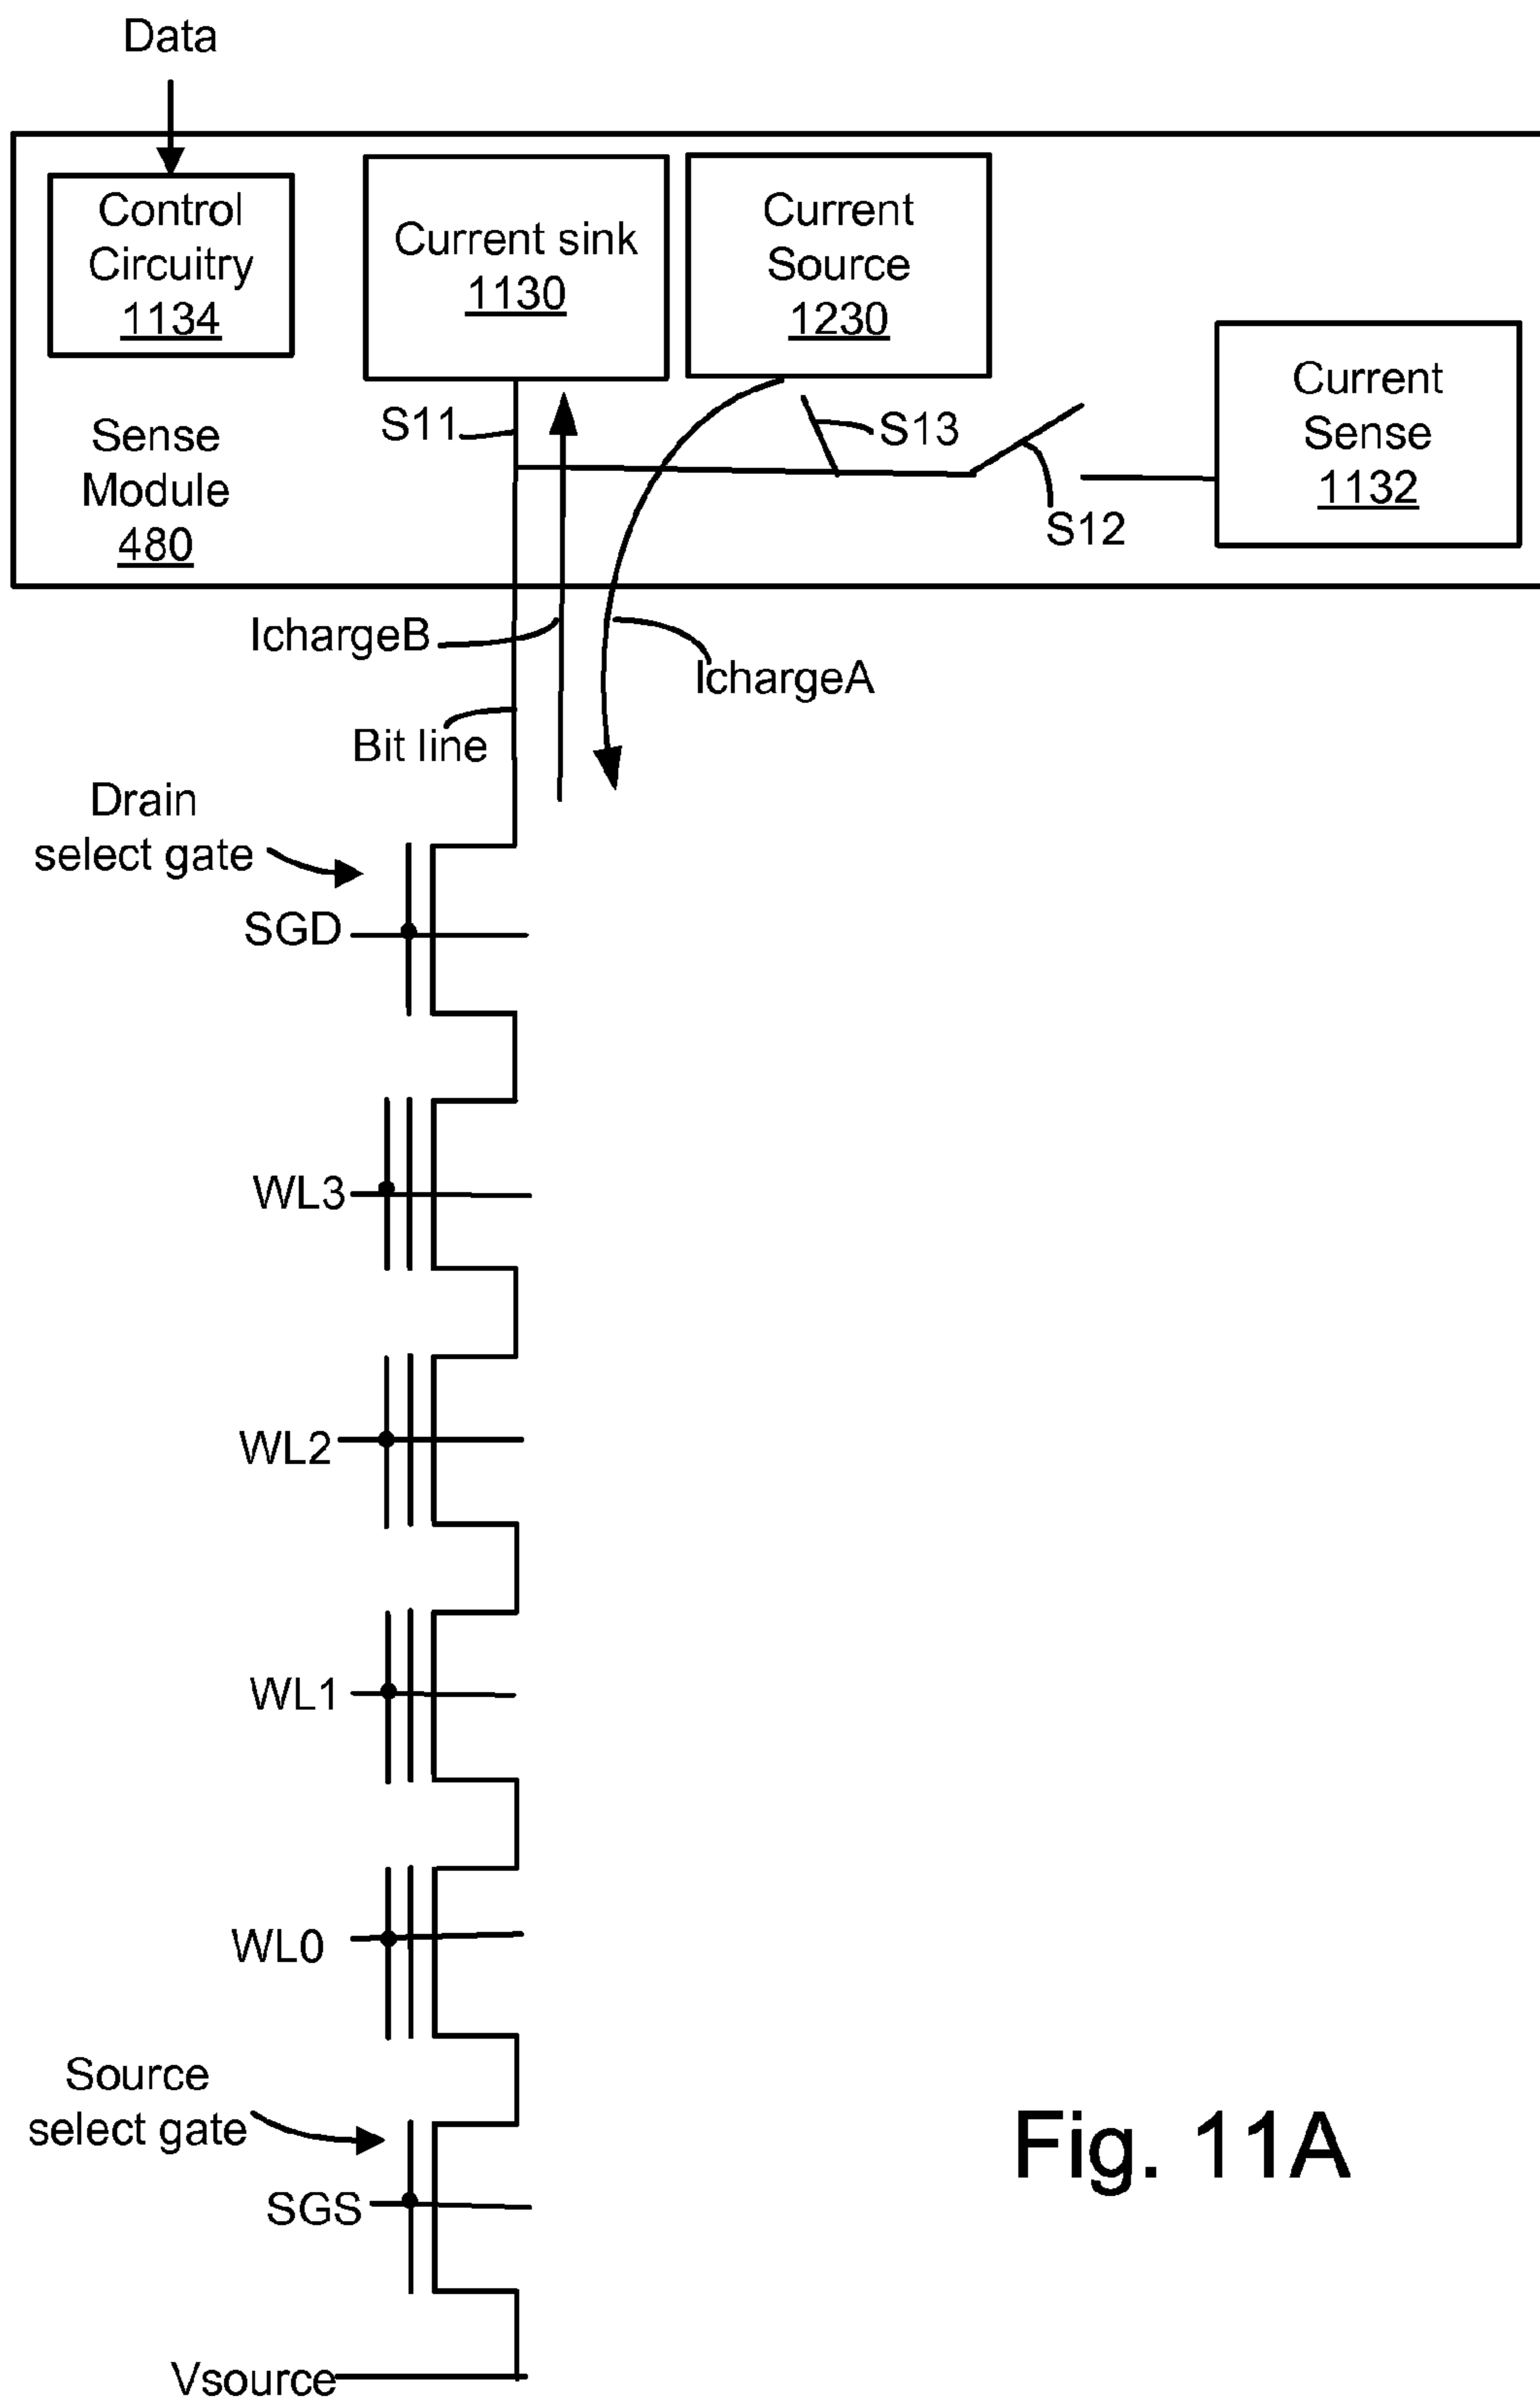 Data
Control
Circuitry
1134
Current sink
1130
Current
Source
1230
Current
Sense
1132
Sense
Module
480
S11
S13
S12
IchargeB
IchargeA
Bit line
Drain
select gate
SGD
WL3
WL2
WL1
WL0
Source
select gate
SGS
Vsource
Fig. 11A